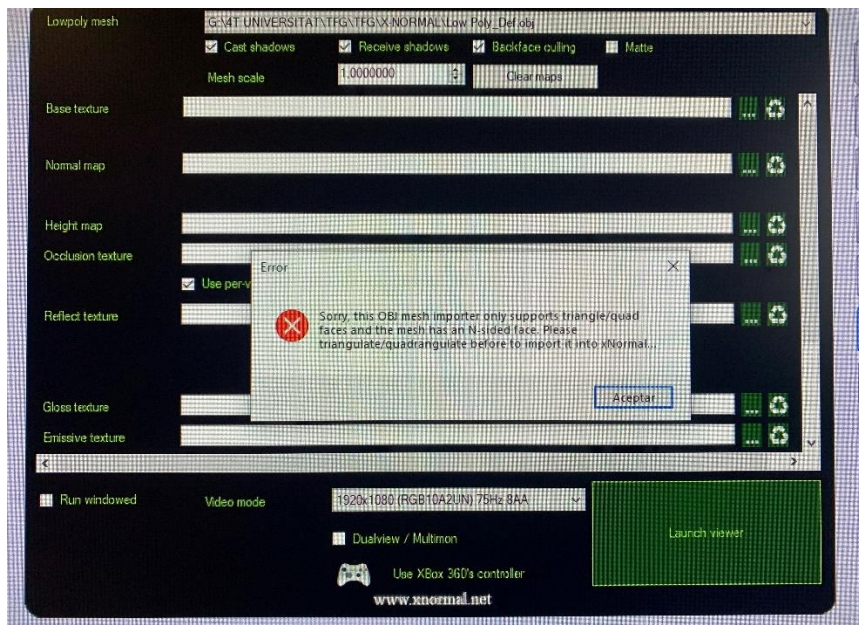 Lowpoly mesh
G:\4T UNIVERSITAT\TFG\TFG\X-NORMAL\Low Poly_Def.obj
Cast shadows Receive shadows Backface culling Matte
Mesh scale 1.0000000 Clear maps
Base texture ...
Normal map ...
Height map ...
Occlusion texture ...
Error
Use per-v
Reflect texture ...
Sorry, this OBJ mesh importer only supports triangle/quad
faces and the mesh has an N-sided face. Please
triangulate/quadrangulate before to import it into xNormal...
Aceptar
Gloss texture ...
Emissive texture ...
Run windowed Video mode 1920x1080 (RGB10A2UN) 75Hz 8AA
Launch viewer
Dualview / Multimon
Use XBox 360's controller
www.xnormal.net